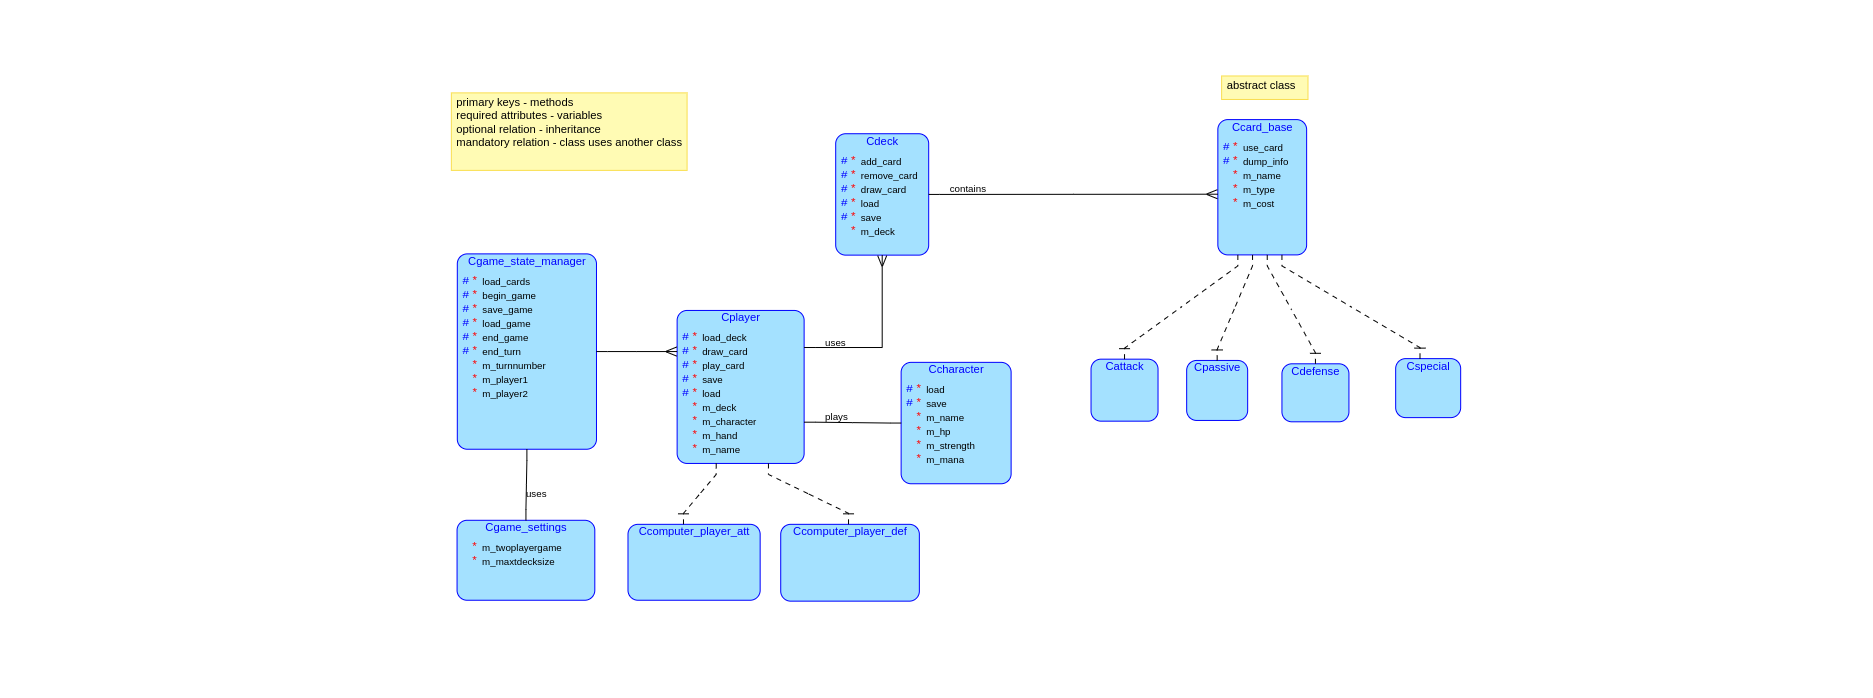 primary keys - methods
required attributes - variables
optional relation - inheritance
mandatory relation - class uses another class
abstract class
Cdeck
# * add_card
# * remove_card
# * draw_card
# * load
# * save
* m_deck
contains
Ccard_base
# * use_card
# * dump_info
* m_name
* m_type
* m_cost
Cgame_state_manager
# * load_cards
# * begin_game
# * save_game
# * load_game
# * end_game
# * end_turn
* m_turnnumber
* m_player1
* m_player2
Cplayer
# * load_deck
# * draw_card
# * play_card
# * save
# * load
* m_deck
* m_character
* m_hand
* m_name
uses
plays
Ccharacter
# * load
# * save
* m_name
* m_hp
* m_strength
* m_mana
Cattack
Cpassive
Cdefense
Cspecial
uses
Cgame_settings
* m_twoplayergame
* m_maxtdecksize
Ccomputer_player_att
Ccomputer_player_def